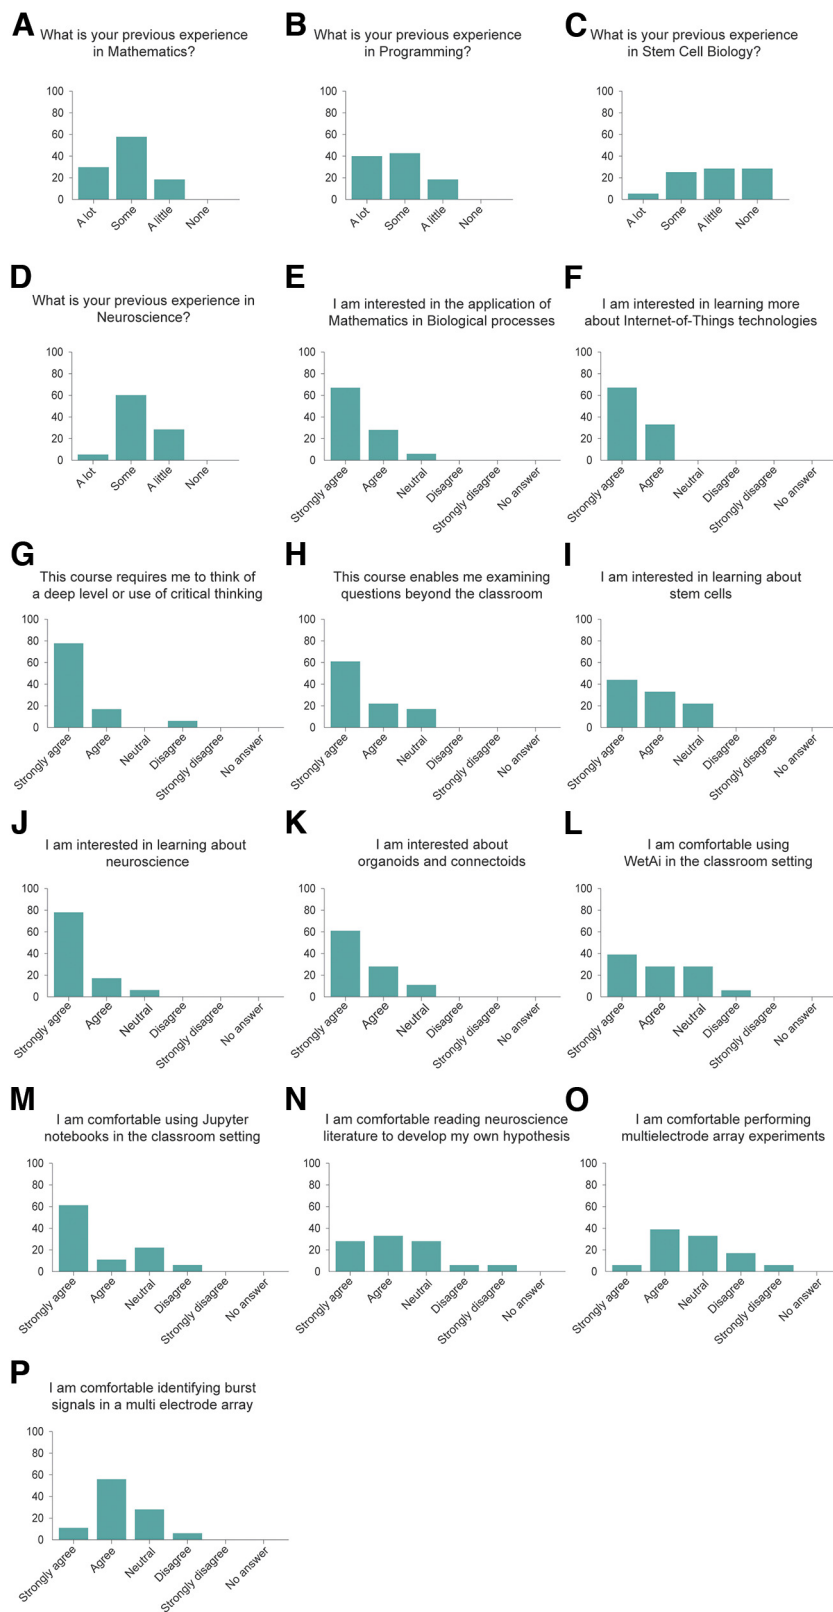 A
What is your previous experience
in Mathematics?
100
80
60
40
20
0
A lot
Some
A little
None
B
What is your previous experience
in Programming?
100
80
60
40
20
0
A lot
Some
A little
None
C
What is your previous experience
in Stem Cell Biology?
100
80
60
40
20
0
A lot
Some
A little
None
D
What is your previous experience in
Neuroscience?
100
80
60
40
20
0
A lot
Some
A little
None
E
I am interested in the application of
Mathematics in Biological processes
100
80
60
40
20
0
Strongly agree
Agree
Neutral
Disagree
Strongly disagree
No answer
F
I am interested in learning more
about Internet-of-Things technologies
100
80
60
40
20
0
Strongly agree
Agree
Neutral
Disagree
Strongly disagree
No answer
G
This course requires me to think of
a deep level or use of critical thinking
100
80
60
40
20
0
Strongly agree
Agree
Neutral
Disagree
Strongly disagree
No answer
H
This course enables me examining
questions beyond the classroom
100
80
60
40
20
0
Strongly agree
Agree
Neutral
Disagree
Strongly disagree
No answer
I
I am interested in learning about
stem cells
100
80
60
40
20
0
Strongly agree
Agree
Neutral
Disagree
Strongly disagree
No answer
J
I am interested in learning about
neuroscience
100
80
60
40
20
0
Strongly agree
Agree
Neutral
Disagree
Strongly disagree
No answer
K
I am interested about
organoids and connectoids
100
80
60
40
20
0
Strongly agree
Agree
Neutral
Disagree
Strongly disagree
No answer
L
I am comfortable using
WetAi in the classroom setting
100
80
60
40
20
0
Strongly agree
Agree
Neutral
Disagree
Strongly disagree
No answer
M
I am comfortable using Jupyter
notebooks in the classroom setting
100
80
60
40
20
0
Strongly agree
Agree
Neutral
Disagree
Strongly disagree
No answer
N
I am comfortable reading neuroscience
literature to develop my own hypothesis
100
80
60
40
20
0
Strongly agree
Agree
Neutral
Disagree
Strongly disagree
No answer
O
I am comfortable performing
multielectrode array experiments
100
80
60
40
20
0
Strongly agree
Agree
Neutral
Disagree
Strongly disagree
No answer
P
I am comfortable identifying burst
signals in a multi electrode array
100
80
60
40
20
0
Strongly agree
Agree
Neutral
Disagree
Strongly disagree
No answer